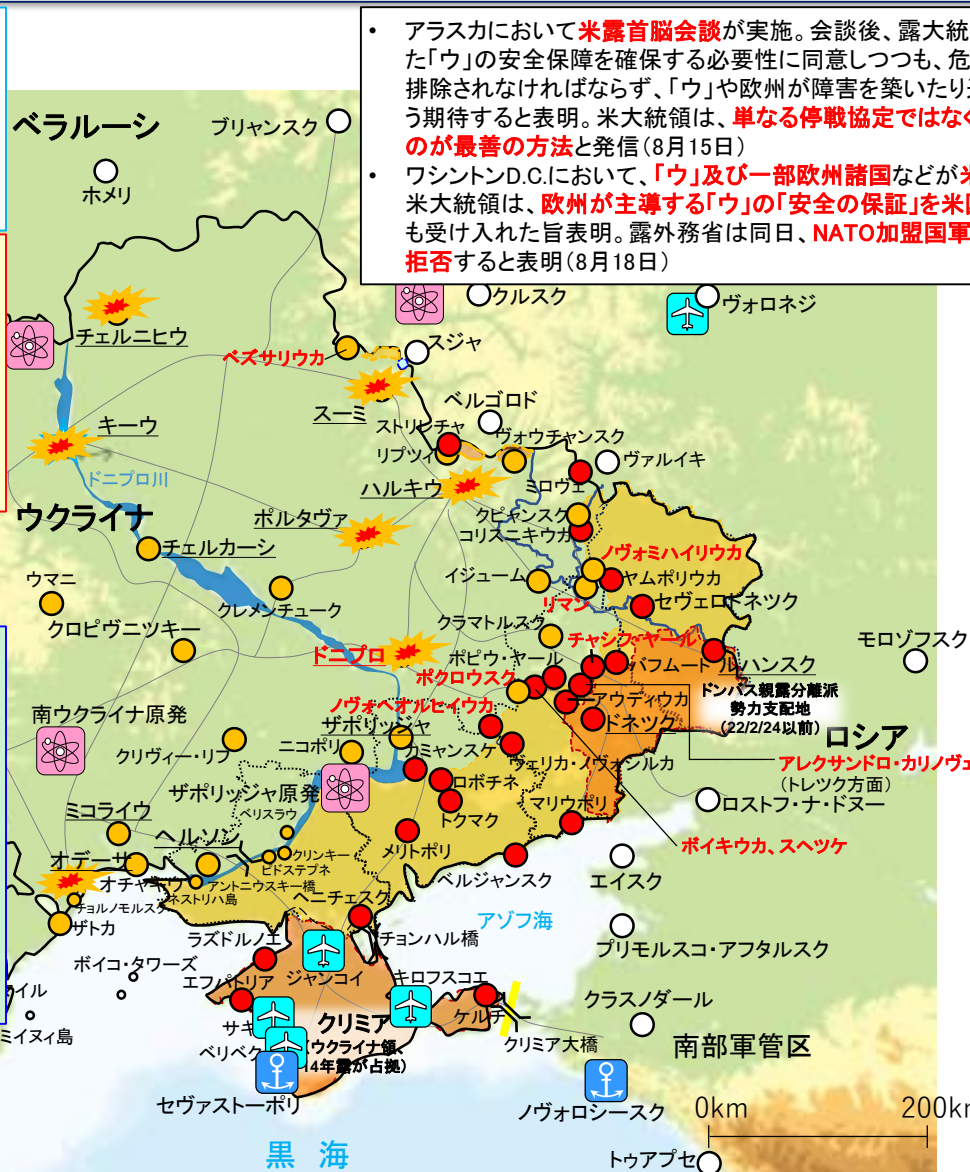 • アラスカにおいて米露首脳会談が実施。会談後、露大統
た「ウ」の安全保障を確保する必要性に同意しつつも、危
排除されなければならず、「ウ」や欧州が障害を築いたり
う期待すると表明。米大統領は、単なる停戦協定ではなく
のが最善の方法と発信(8月15日)
• ワシントンD.C.において、「ウ」及び一部欧州諸国などが米
米大統領は、欧州が主導する「ウ」の「安全の保証」を米国
も受け入れた旨表明。露外務省は同日、NATO加盟国軍
拒否すると表明(8月18日)
ベラルーシ
ブリャンスク
ホメリ
クルスク
ヴォロネジ
チェルニヒウ
ベズサリウカ
スジャ
スーミ
ベルゴロド
キーウ
ストリレチャ
ヴォウチャンスク
リプツィ
ヴァルイキ
ドニプロ川
ハルキウ
ミロヴェ
ウクライナ
ポルタヴァ
クピャンスク
コリスニキウカ
チェルカーシ
ノヴォミハイリウカ
ウマニ
イジューム
ヤムポリウカ
クレメンチューク
リマン
セヴェロドネツク
クロピヴニツキー
クラマトルスク
チャシフ・ヤール
モロゾフスク
ドニプロ
ポピウ・ヤール
バフムート
ルハンスク
ポクロウスク
ノヴォペオルヒイウカ
アウディウカ
ドンバス親露分離派
勢力支配地
(22/2/24以前)
南ウクライナ原発
ザポリッジャ
ドネツク
ロシア
クリヴィー・リフ
ニコポリ
カミャンスケ
ヴェリカ・ノヴォシルカ
アレクサンドロ・カリノヴェ
(トレツク方面)
ザポリッジャ原発
ロボチネ
ベリスラウ
マリウポリ
ロストフ・ナ・ドヌー
ミコライウ
トクマク
ヘルソン
クリンキー
メリトポリ
ボイキウカ、スヘツケ
オデーサ
ビドステプネ
ベルジャンスク
エイスク
オチャキウ
アントニウスキー橋
ネストリハ島
ヘニチェスク
チョルノモルスク
アゾフ海
ザトカ
ラズドルノエ
チョンハル橋
プリモルスコ・アフタルスク
ボイコ・タワーズ
エフパトリア
ジャンコイ
キロフスコエ
イル
クラスノダール
ミイヌィ島
サキ
クリミア
ケルチ
ベリベク
(ウクライナ領、
14年露が占拠)
クリミア大橋
南部軍管区
セヴァストーポリ
ノヴォロシースク
0km
200km
黒 海
トゥアプセ